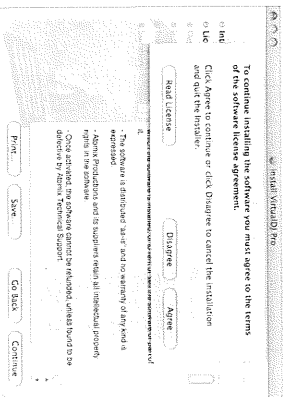 Install VirtualDJ Pro
To continue installing the software you must agree to the terms
of the software license agreement.
Click Agree to continue or click Disagree to cancel the installation
and quit the Installer.
Read License
Disagree
Agree
Int
Lic
it.
- The software is distributed "as-is" and no warranty of any kind is
expressed
- Atomix Productions and its suppliers retain all intellectual property
rights in the software
- Once activated, the software cannot be refunded, unless found to be
defective by Atomix Technical Support.
Print...
Save...
Go Back
Continue